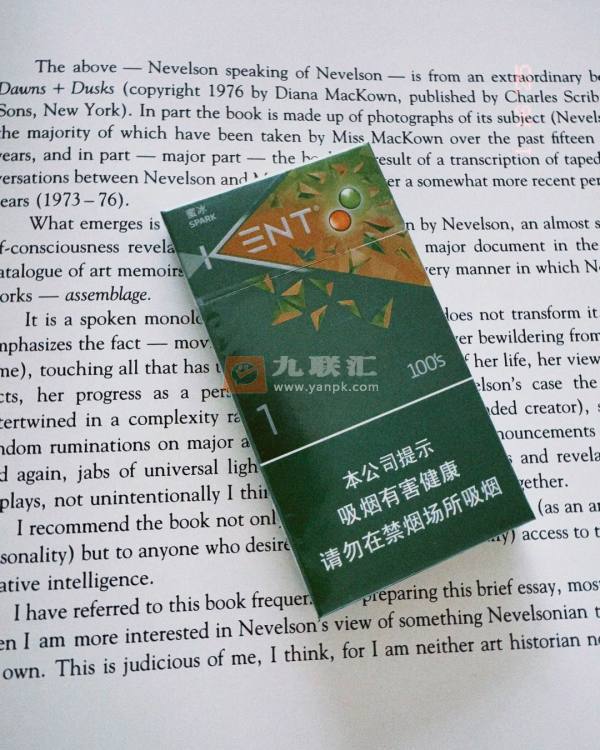 The above — Nevelson speaking of Nevelson — is from an extraordinary b
Dawns + Dusks (copyright 1976 by Diana MacKown, published by Charles Scrib
Sons, New York). In part the book is made up of photographs of its subject (Nevels
the majority of which have been taken by Miss MacKown over the past fifteen
years, and in part — major part — the result of a transcription of taped
versations between Nevelson and er a somewhat more recent per
ears (1973–76).
What emerges is n by Nevelson, an almost s
f-consciousness revela major document in the
atalogue of art memoirs very manner in which N
orks — assemblage.
It is a spoken monol does not transform it
mphasizes the fact — mov er bewildering from
me), touching all that has f her life, her view
cts, her progress as a per elson's case the
tertwined in a complexity ra ded creator), s
ndom ruminations on major a nouncements
d again, jabs of universal ligh and revela
plays, not unintentionally I thin gether.
I recommend the book not onl (as an ar
sonality) but to anyone who desire y) access to t
ative intelligence.
I have referred to this book frequen preparing this brief essay, mos
en I am more interested in Nevelson's view of something Nevelsonian t
own. This is judicious of me, I think, for I am neither art historian n
蜜冰
SPARK
KENT
九联汇
www.yanpk.com
100's
1
本公司提示
吸烟有害健康
请勿在禁烟场所吸烟